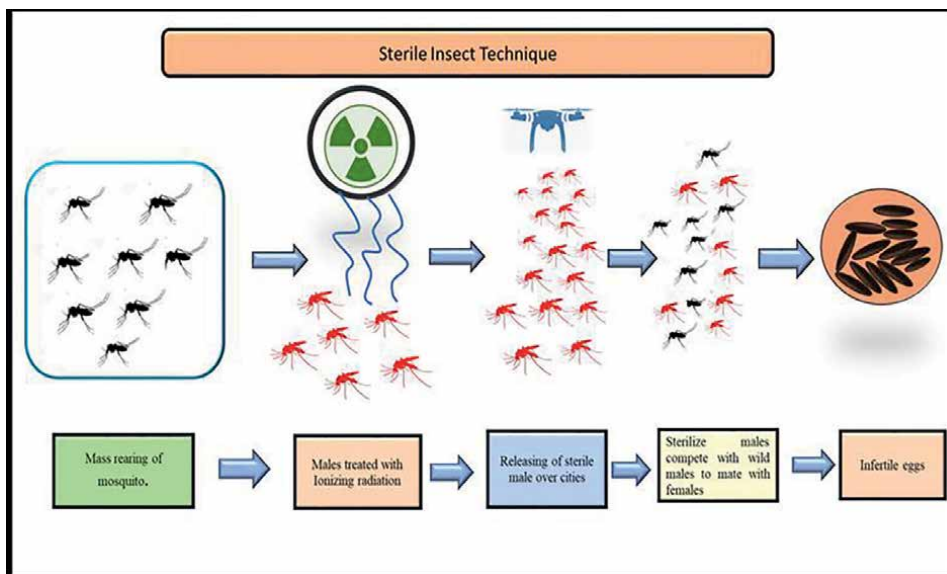 Sterile Insect Technique
Mass rearing of
mosquito.
Males treated with
Ionizing radiation
Releasing of sterile
male over cities
Sterilize males
compete with wild
males to mate with
females
Infertile eggs